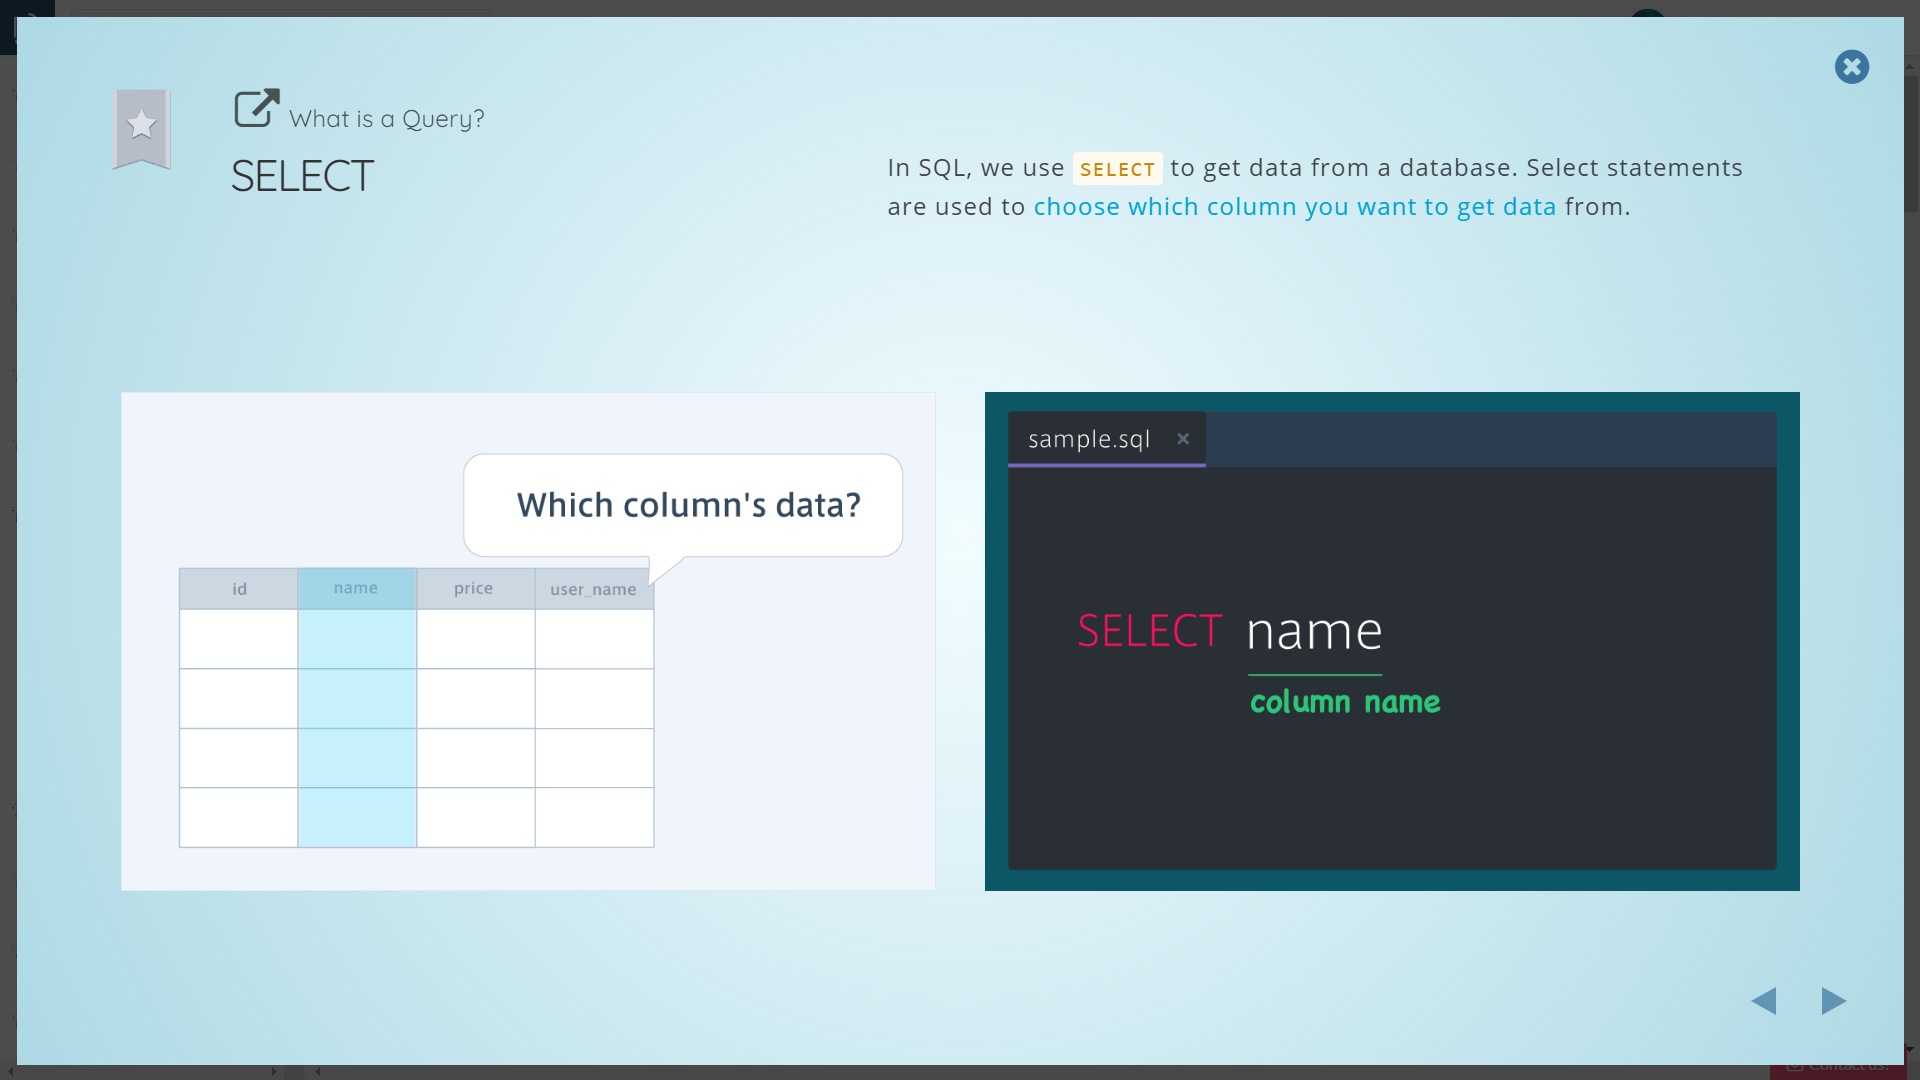 What is a Query?
SELECT
In SQL, we use SELECT to get data from a database. Select statements
are used to choose which column you want to get data from.
Which column's data?
id name price user_name
sample.sql
SELECT name
column name
Contact us!